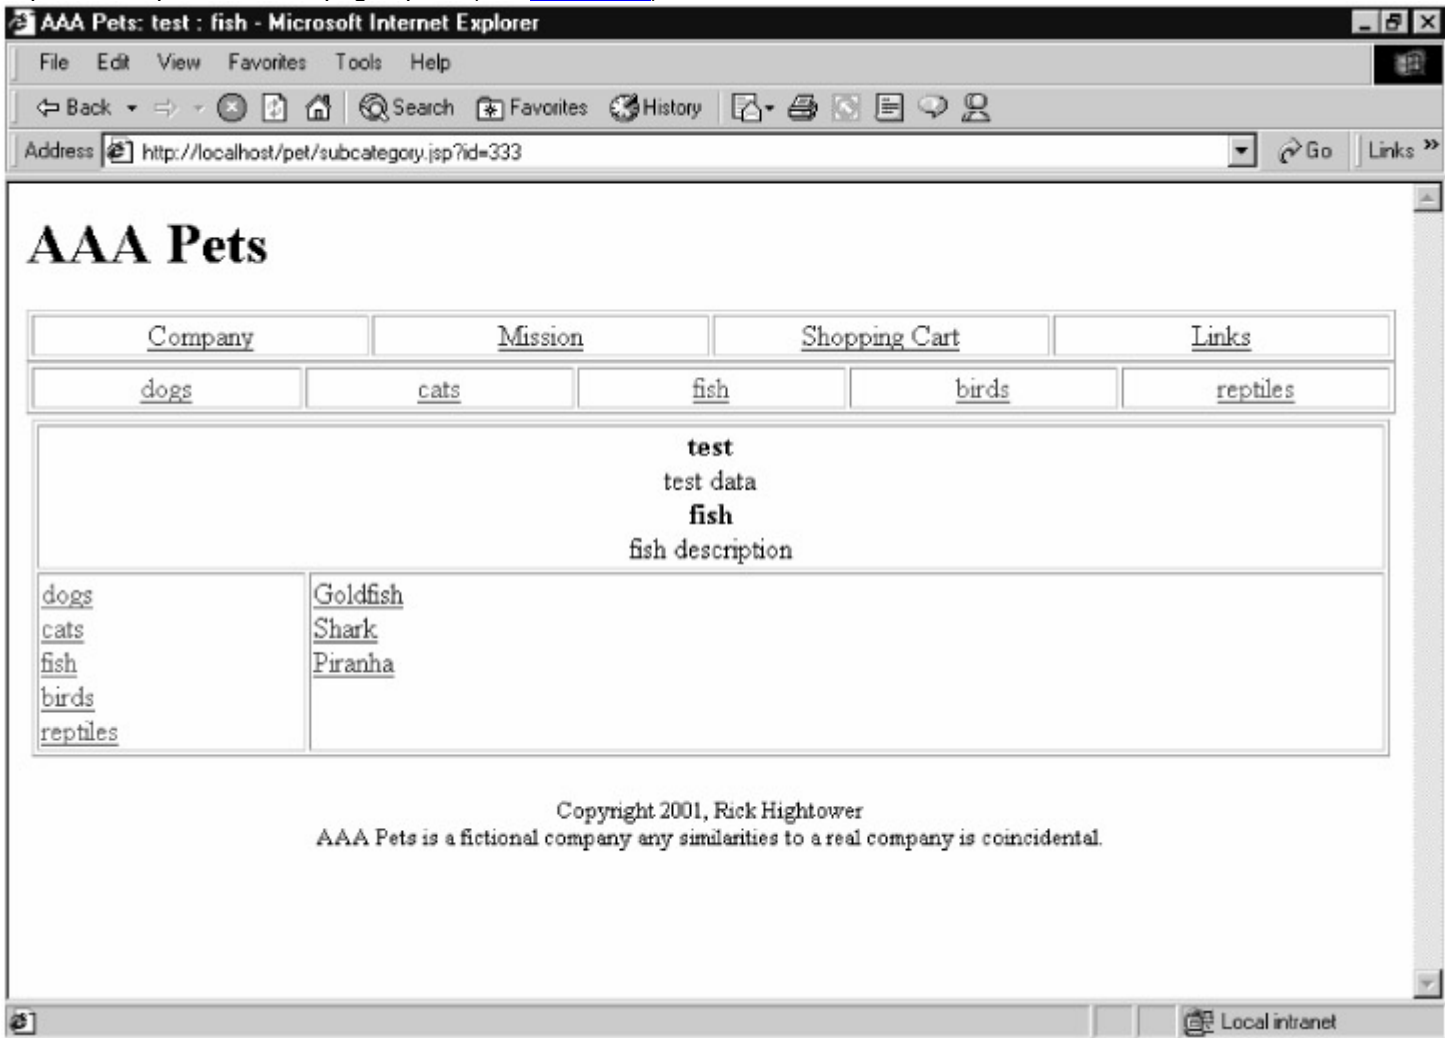 AAA Pets: test : fish - Microsoft Internet Explorer
File Edit View Favorites Tools Help
Back Search Favorites History
Address http://localhost/pet/subcategory.jsp?id=333 Go Links »
AAA Pets
Company Mission Shopping Cart Links
dogs cats fish birds reptiles
test
test data
fish
fish description
dogs Goldfish
cats Shark
fish Piranha
birds
reptiles
Copyright 2001, Rick Hightower
AAA Pets is a fictional company any similarities to a real company is coincidental.
Local intranet